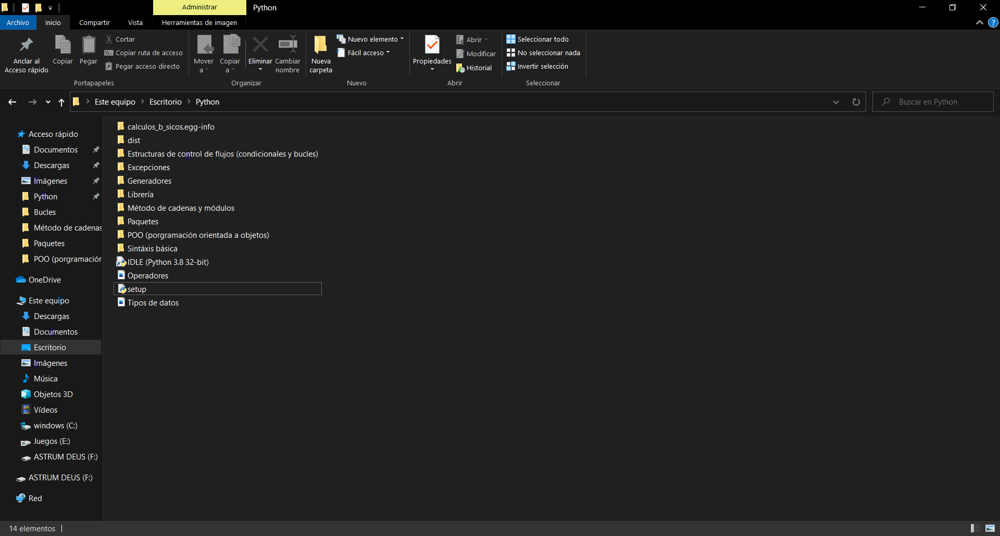 Administrar
Python
Archivo
Inicio
Compartir
Vista
Herramientas de imagen
Anclar al
Acceso rápido
Copiar
Pegar
Cortar
Copiar ruta de acceso
Pegar acceso directo
Portapapeles
Mover
a
Copiar
a
Eliminar
Cambiar
nombre
Organizar
Nueva
carpeta
Nuevo elemento
Fácil acceso
Nuevo
Propiedades
Abrir
Modificar
Historial
Abrir
Seleccionar todo
No seleccionar nada
Invertir selección
Seleccionar
Este equipo
Escritorio
Python
Buscar en Python
Acceso rápido
Documentos
Descargas
Imágenes
Python
Bucles
Método de cadenas
Paquetes
POO (porgramación
OneDrive
Este equipo
Descargas
Documentos
Escritorio
Imágenes
Música
Objetos 3D
Vídeos
windows (C:)
Juegos (E:)
ASTRUM DEUS (F:)
ASTRUM DEUS (F:)
Red
calculos_b_sicos.egg-info
dist
Estructuras de control de flujos (condicionales y bucles)
Excepciones
Generadores
Librería
Método de cadenas y módulos
Paquetes
POO (porgramación orientada a objetos)
Sintáxis básica
IDLE (Python 3.8 32-bit)
Operadores
setup
Tipos de datos
14 elementos